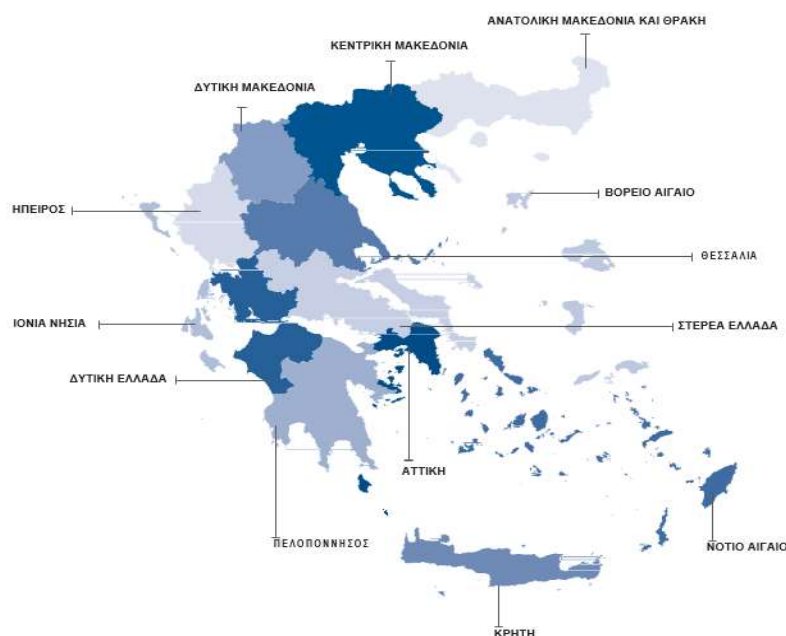 ΑΝΑΤΟΛΙΚΗ ΜΑΚΕΔΟΝΙΑ ΚΑΙ ΘΡΑΚΗ
ΚΕΝΤΡΙΚΗ ΜΑΚΕΔΟΝΙΑ
ΔΥΤΙΚΗ ΜΑΚΕΔΟΝΙΑ
ΒΟΡΕΙΟ ΑΙΓΑΙΟ
ΗΠΕΙΡΟΣ
ΘΕΣΣΑΛΙΑ
ΙΟΝΙΑ ΝΗΣΙΑ
ΣΤΕΡΕΑ ΕΛΛΑΔΑ
ΔΥΤΙΚΗ ΕΛΛΑΔΑ
ΑΤΤΙΚΗ
ΠΕΛΟΠΟΝΝΗΣΟΣ
ΝΟΤΙΟ ΑΙΓΑΙΟ
ΚΡΗΤΗ